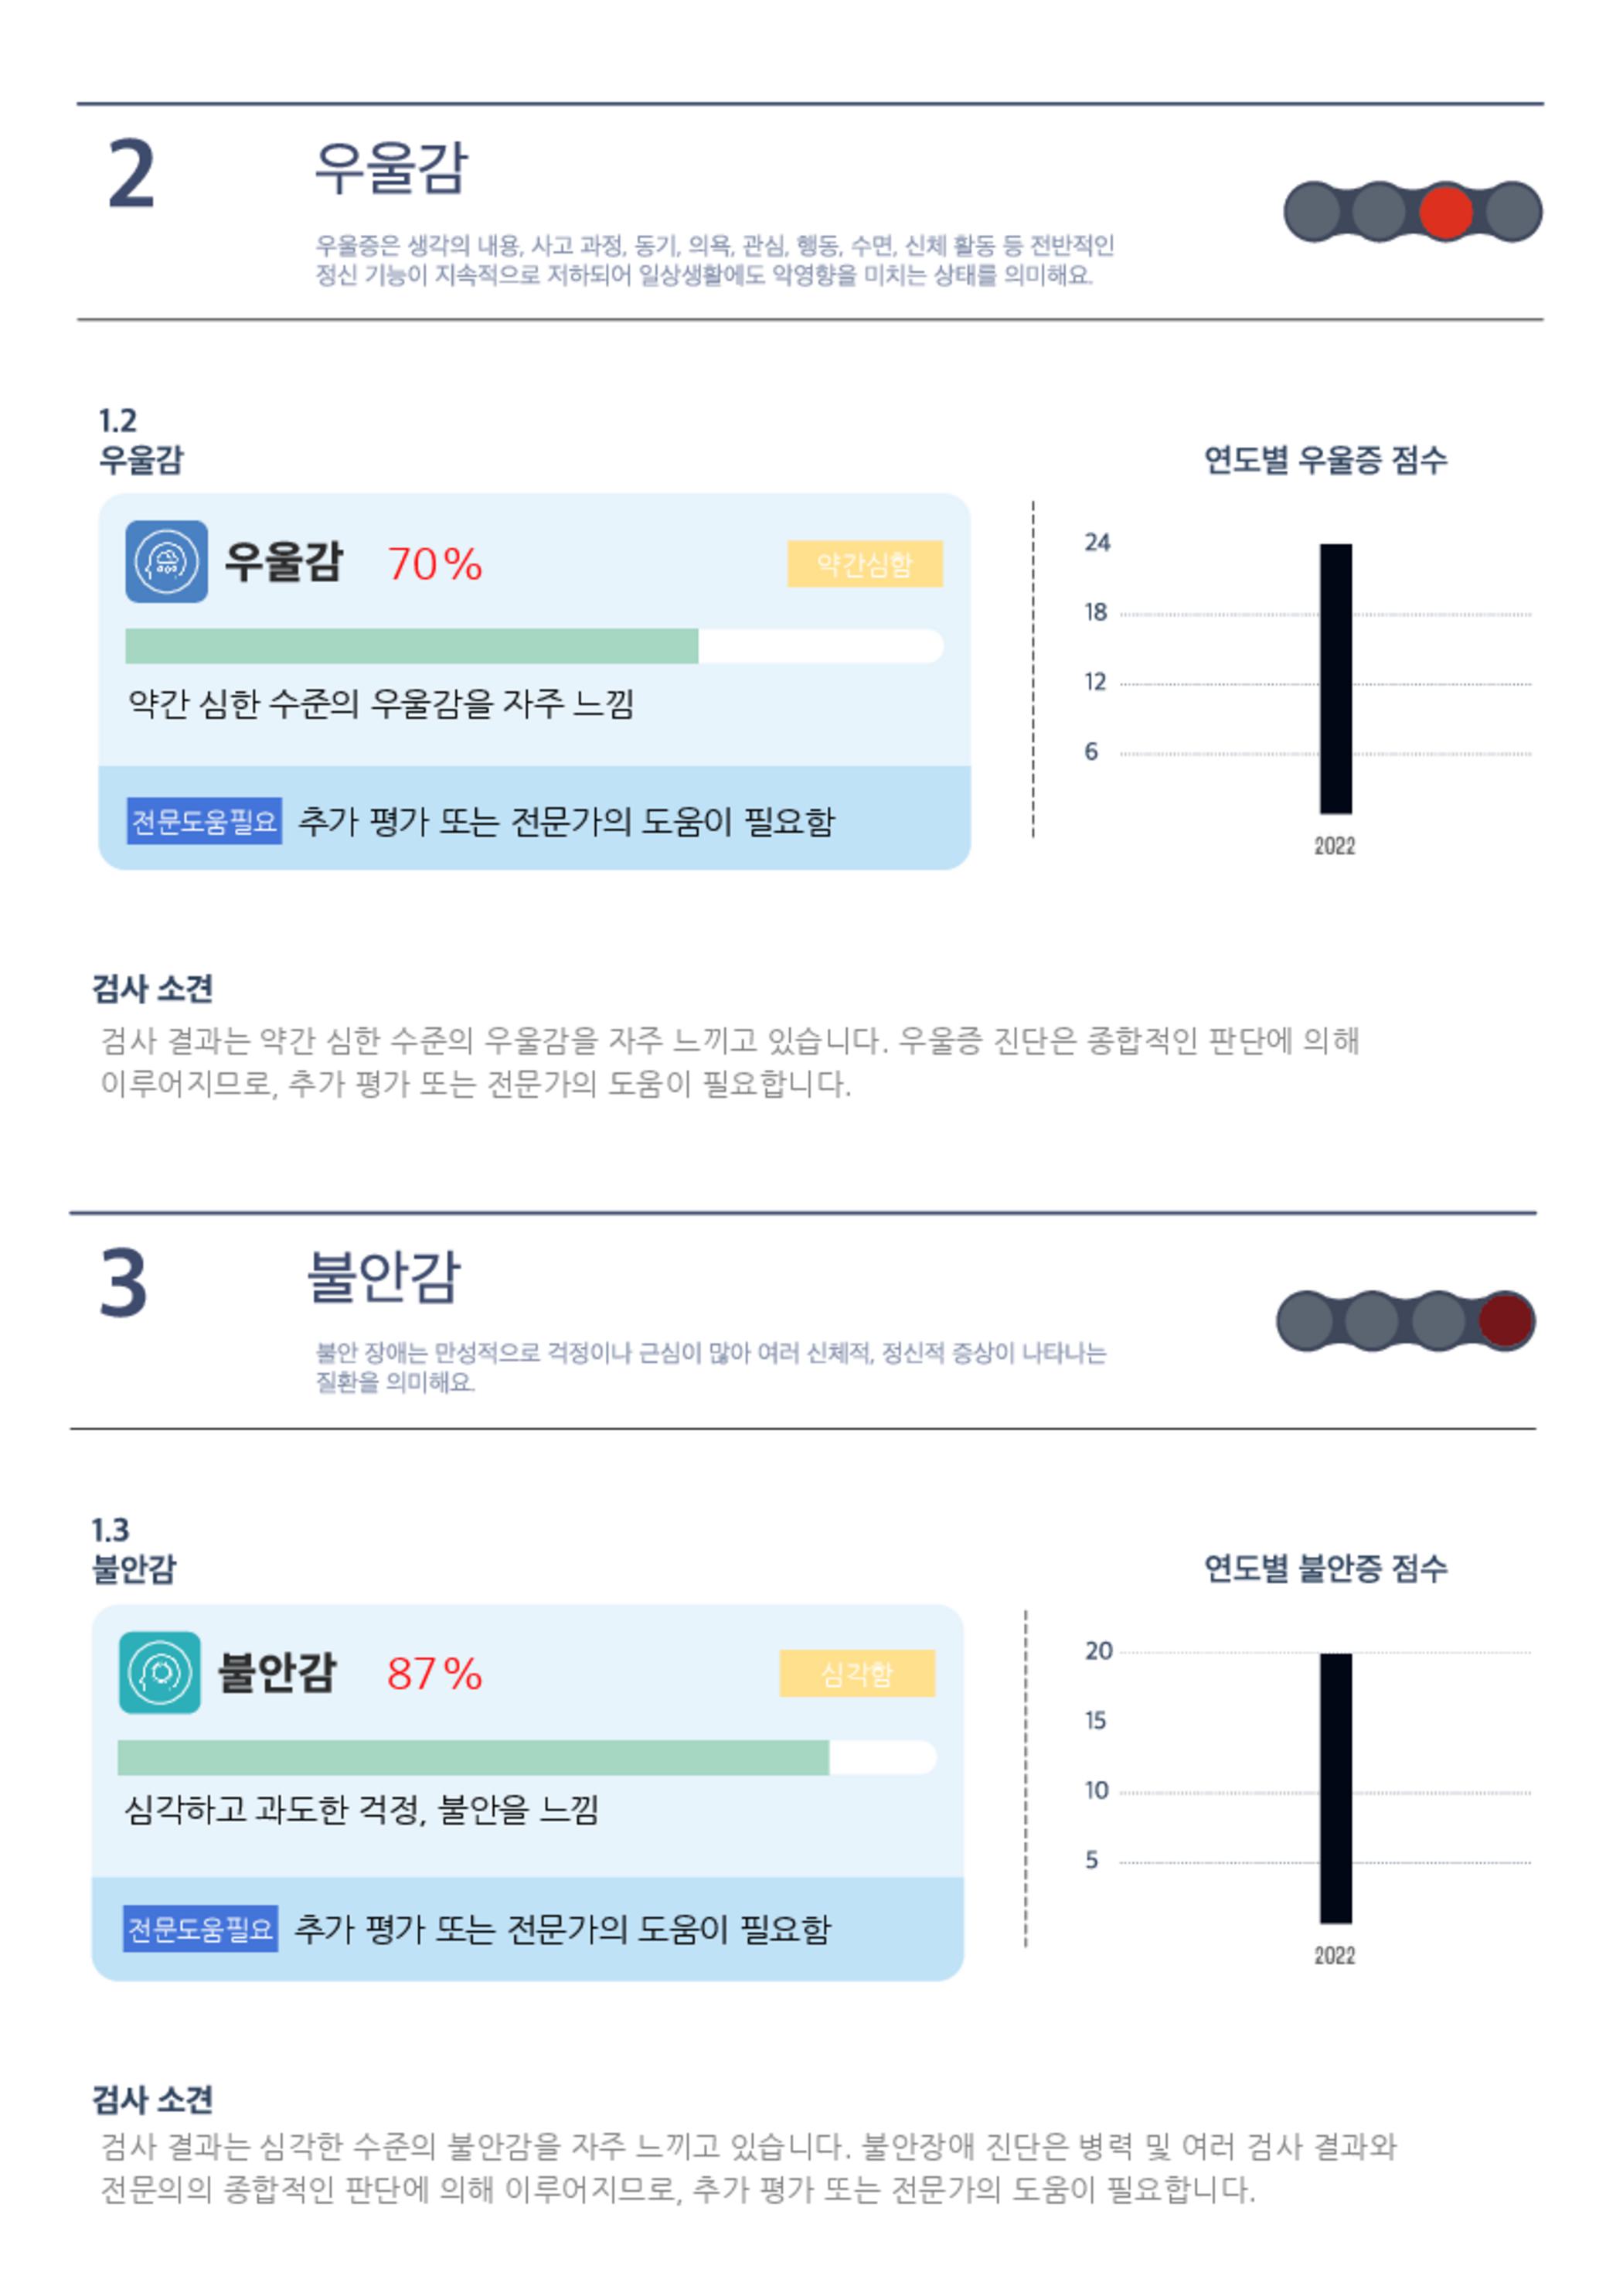 2
우울감
우울증은 생각의 내용, 사고 과정, 동기, 의욕, 관심, 행동, 수면, 신체 활동 등 전반적인
정신 기능이 지속적으로 저하되어 일상생활에도 악영향을 미치는 상태를 의미해요.
1.2
우울감
우울감 70%
약간심함
약간 심한 수준의 우울감을 자주 느낌
전문도움필요 추가 평가 또는 전문가의 도움이 필요함
연도별 우울증 점수
24
18
12
6
2022
검사 소견
검사 결과는 약간 심한 수준의 우울감을 자주 느끼고 있습니다. 우울증 진단은 종합적인 판단에 의해
이루어지므로, 추가 평가 또는 전문가의 도움이 필요합니다.
3
불안감
불안 장애는 만성적으로 걱정이나 근심이 많아 여러 신체적, 정신적 증상이 나타나는
질환을 의미해요.
1.3
불안감
불안감 87%
심각함
심각하고 과도한 걱정, 불안을 느낌
전문도움필요 추가 평가 또는 전문가의 도움이 필요함
연도별 불안증 점수
20
15
10
5
2022
검사 소견
검사 결과는 심각한 수준의 불안감을 자주 느끼고 있습니다. 불안장애 진단은 병력 및 여러 검사 결과와
전문의의 종합적인 판단에 의해 이루어지므로, 추가 평가 또는 전문가의 도움이 필요합니다.